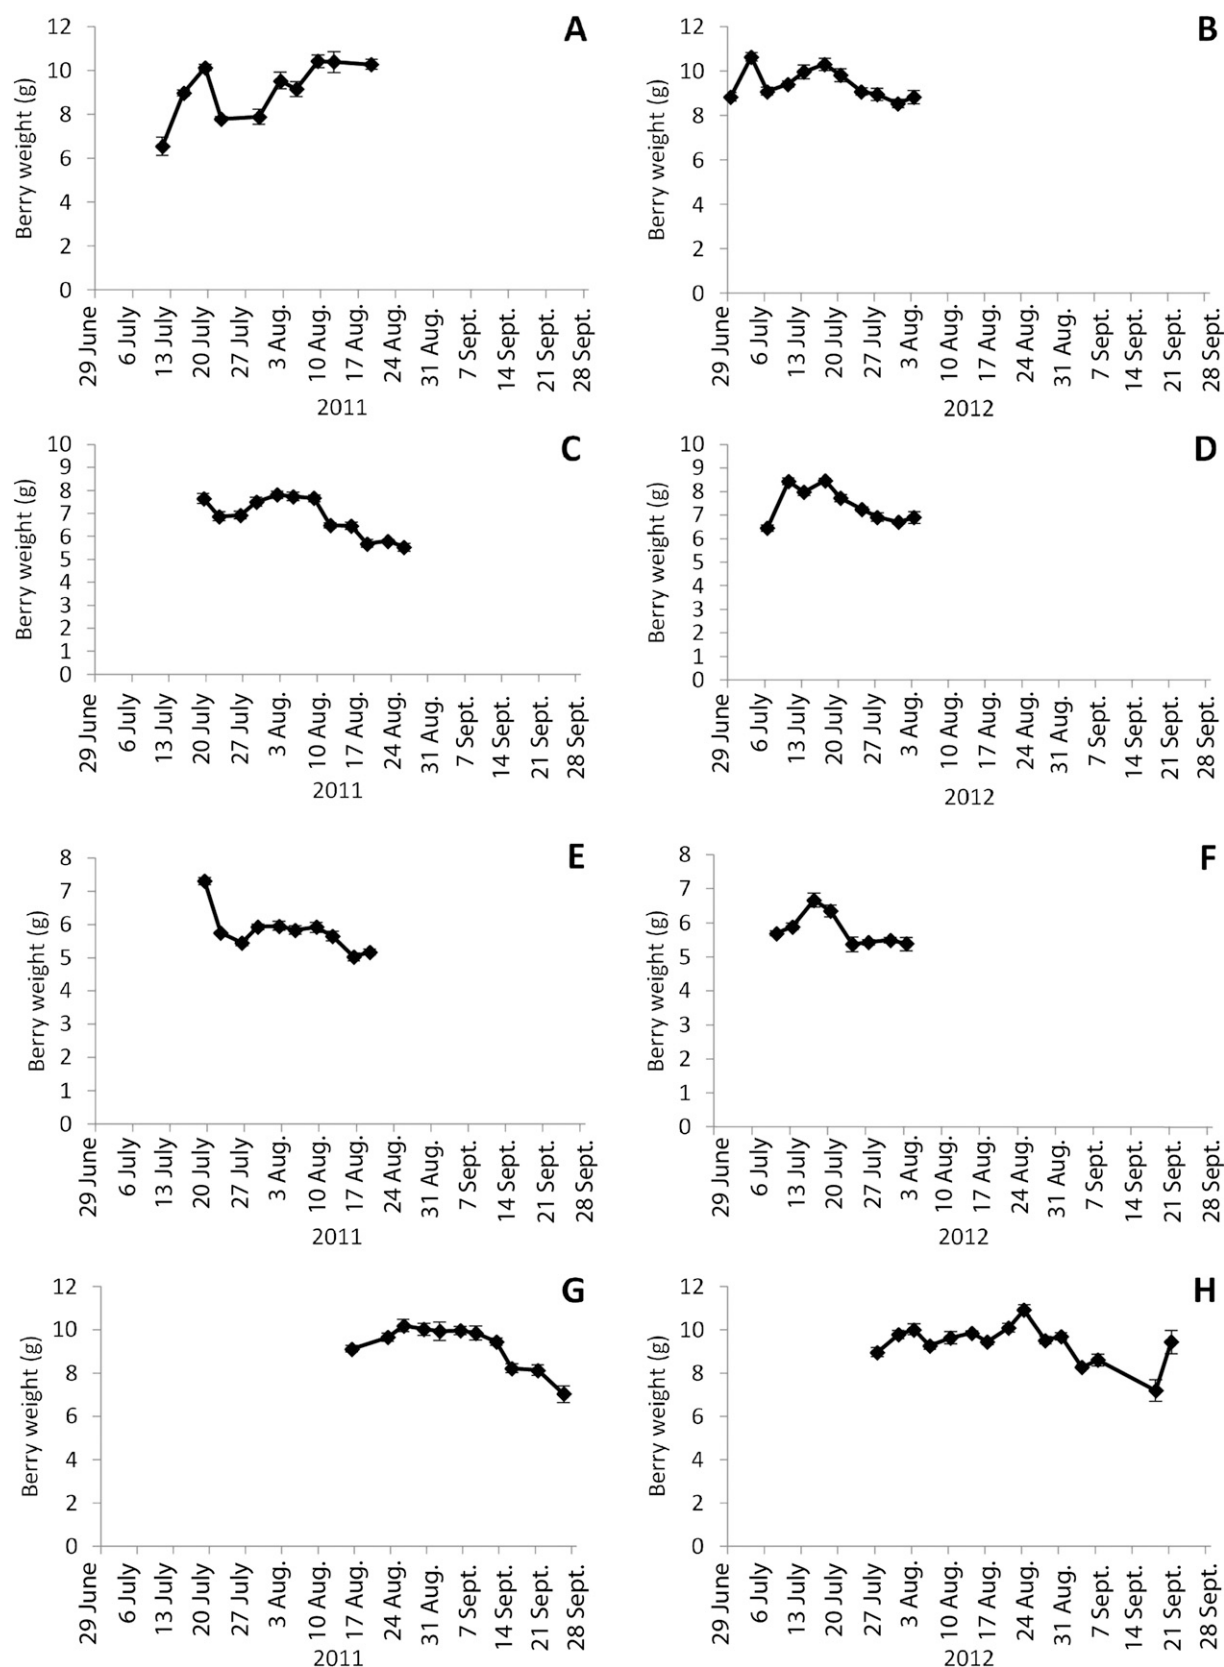 A
Berry weight (g)
12
10
8
6
4
2
0
29 June
6 July
13 July
20 July
27 July
3 Aug.
10 Aug.
17 Aug.
24 Aug.
31 Aug.
7 Sept.
14 Sept.
21 Sept.
28 Sept.
2011
B
Berry weight (g)
12
10
8
6
4
2
0
29 June
6 July
13 July
20 July
27 July
3 Aug.
10 Aug.
17 Aug.
24 Aug.
31 Aug.
7 Sept.
14 Sept.
21 Sept.
28 Sept.
2012
C
Berry weight (g)
10
9
8
7
6
5
4
3
2
1
0
29 June
6 July
13 July
20 July
27 July
3 Aug.
10 Aug.
17 Aug.
24 Aug.
31 Aug.
7 Sept.
14 Sept.
21 Sept.
28 Sept.
2011
D
Berry weight (g)
10
9
8
7
6
5
4
3
2
1
0
29 June
6 July
13 July
20 July
27 July
3 Aug.
10 Aug.
17 Aug.
24 Aug.
31 Aug.
7 Sept.
14 Sept.
21 Sept.
28 Sept.
2012
E
Berry weight (g)
8
7
6
5
4
3
2
1
0
29 June
6 July
13 July
20 July
27 July
3 Aug.
10 Aug.
17 Aug.
24 Aug.
31 Aug.
7 Sept.
14 Sept.
21 Sept.
28 Sept.
2011
F
Berry weight (g)
8
7
6
5
4
3
2
1
0
29 June
6 July
13 July
20 July
27 July
3 Aug.
10 Aug.
17 Aug.
24 Aug.
31 Aug.
7 Sept.
14 Sept.
21 Sept.
28 Sept.
2012
G
Berry weight (g)
12
10
8
6
4
2
0
29 June
6 July
13 July
20 July
27 July
3 Aug.
10 Aug.
17 Aug.
24 Aug.
31 Aug.
7 Sept.
14 Sept.
21 Sept.
28 Sept.
2011
H
Berry weight (g)
12
10
8
6
4
2
0
29 June
6 July
13 July
20 July
27 July
3 Aug.
10 Aug.
17 Aug.
24 Aug.
31 Aug.
7 Sept.
14 Sept.
21 Sept.
28 Sept.
2012